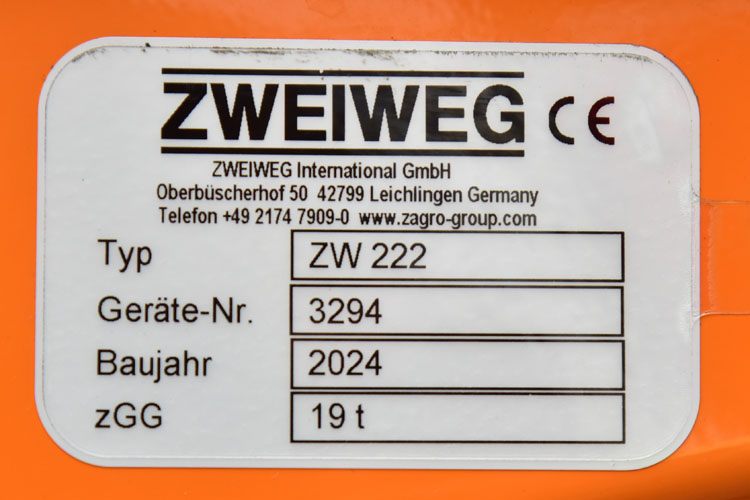 ZWEIWEG CE
ZWEIWEG International GmbH
Oberbüscherhof 50 42799 Leichlingen Germany
Telefon +49 2174 7909-0 www.zagro-group.com
Typ ZW 222
Geräte-Nr. 3294
Baujahr 2024
zGG 19 t